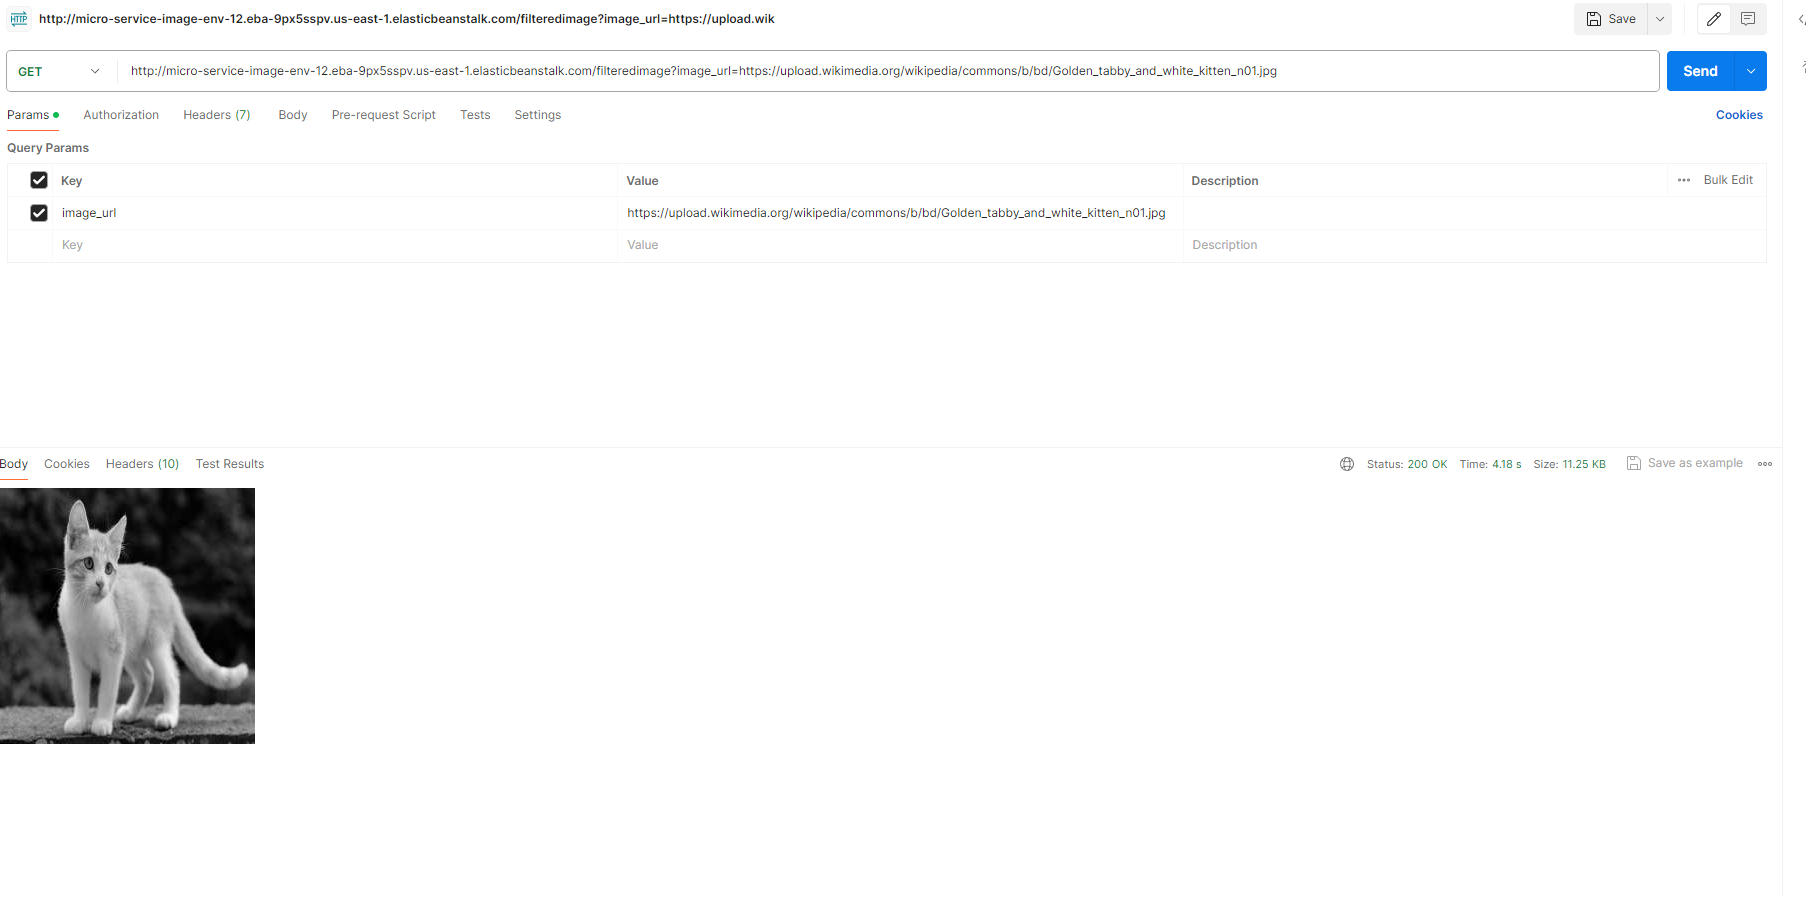 HTTP http://micro-service-image-env-12.eba-9px5sspv.us-east-1.elasticbeanstalk.com/filteredimage?image_url=https://upload.wik Save
GET http://micro-service-image-env-12.eba-9px5sspv.us-east-1.elasticbeanstalk.com/filteredimage?image_url=https://upload.wikimedia.org/wikipedia/commons/b/bd/Golden_tabby_and_white_kitten_n01.jpg Send
Params Authorization Headers (7) Body Pre-request Script Tests Settings Cookies
Query Params
Key Value Description Bulk Edit
image_url https://upload.wikimedia.org/wikipedia/commons/b/bd/Golden_tabby_and_white_kitten_n01.jpg
Key Value Description
Body Cookies Headers (10) Test Results Status: 200 OK Time: 4.18 s Size: 11.25 KB Save as example